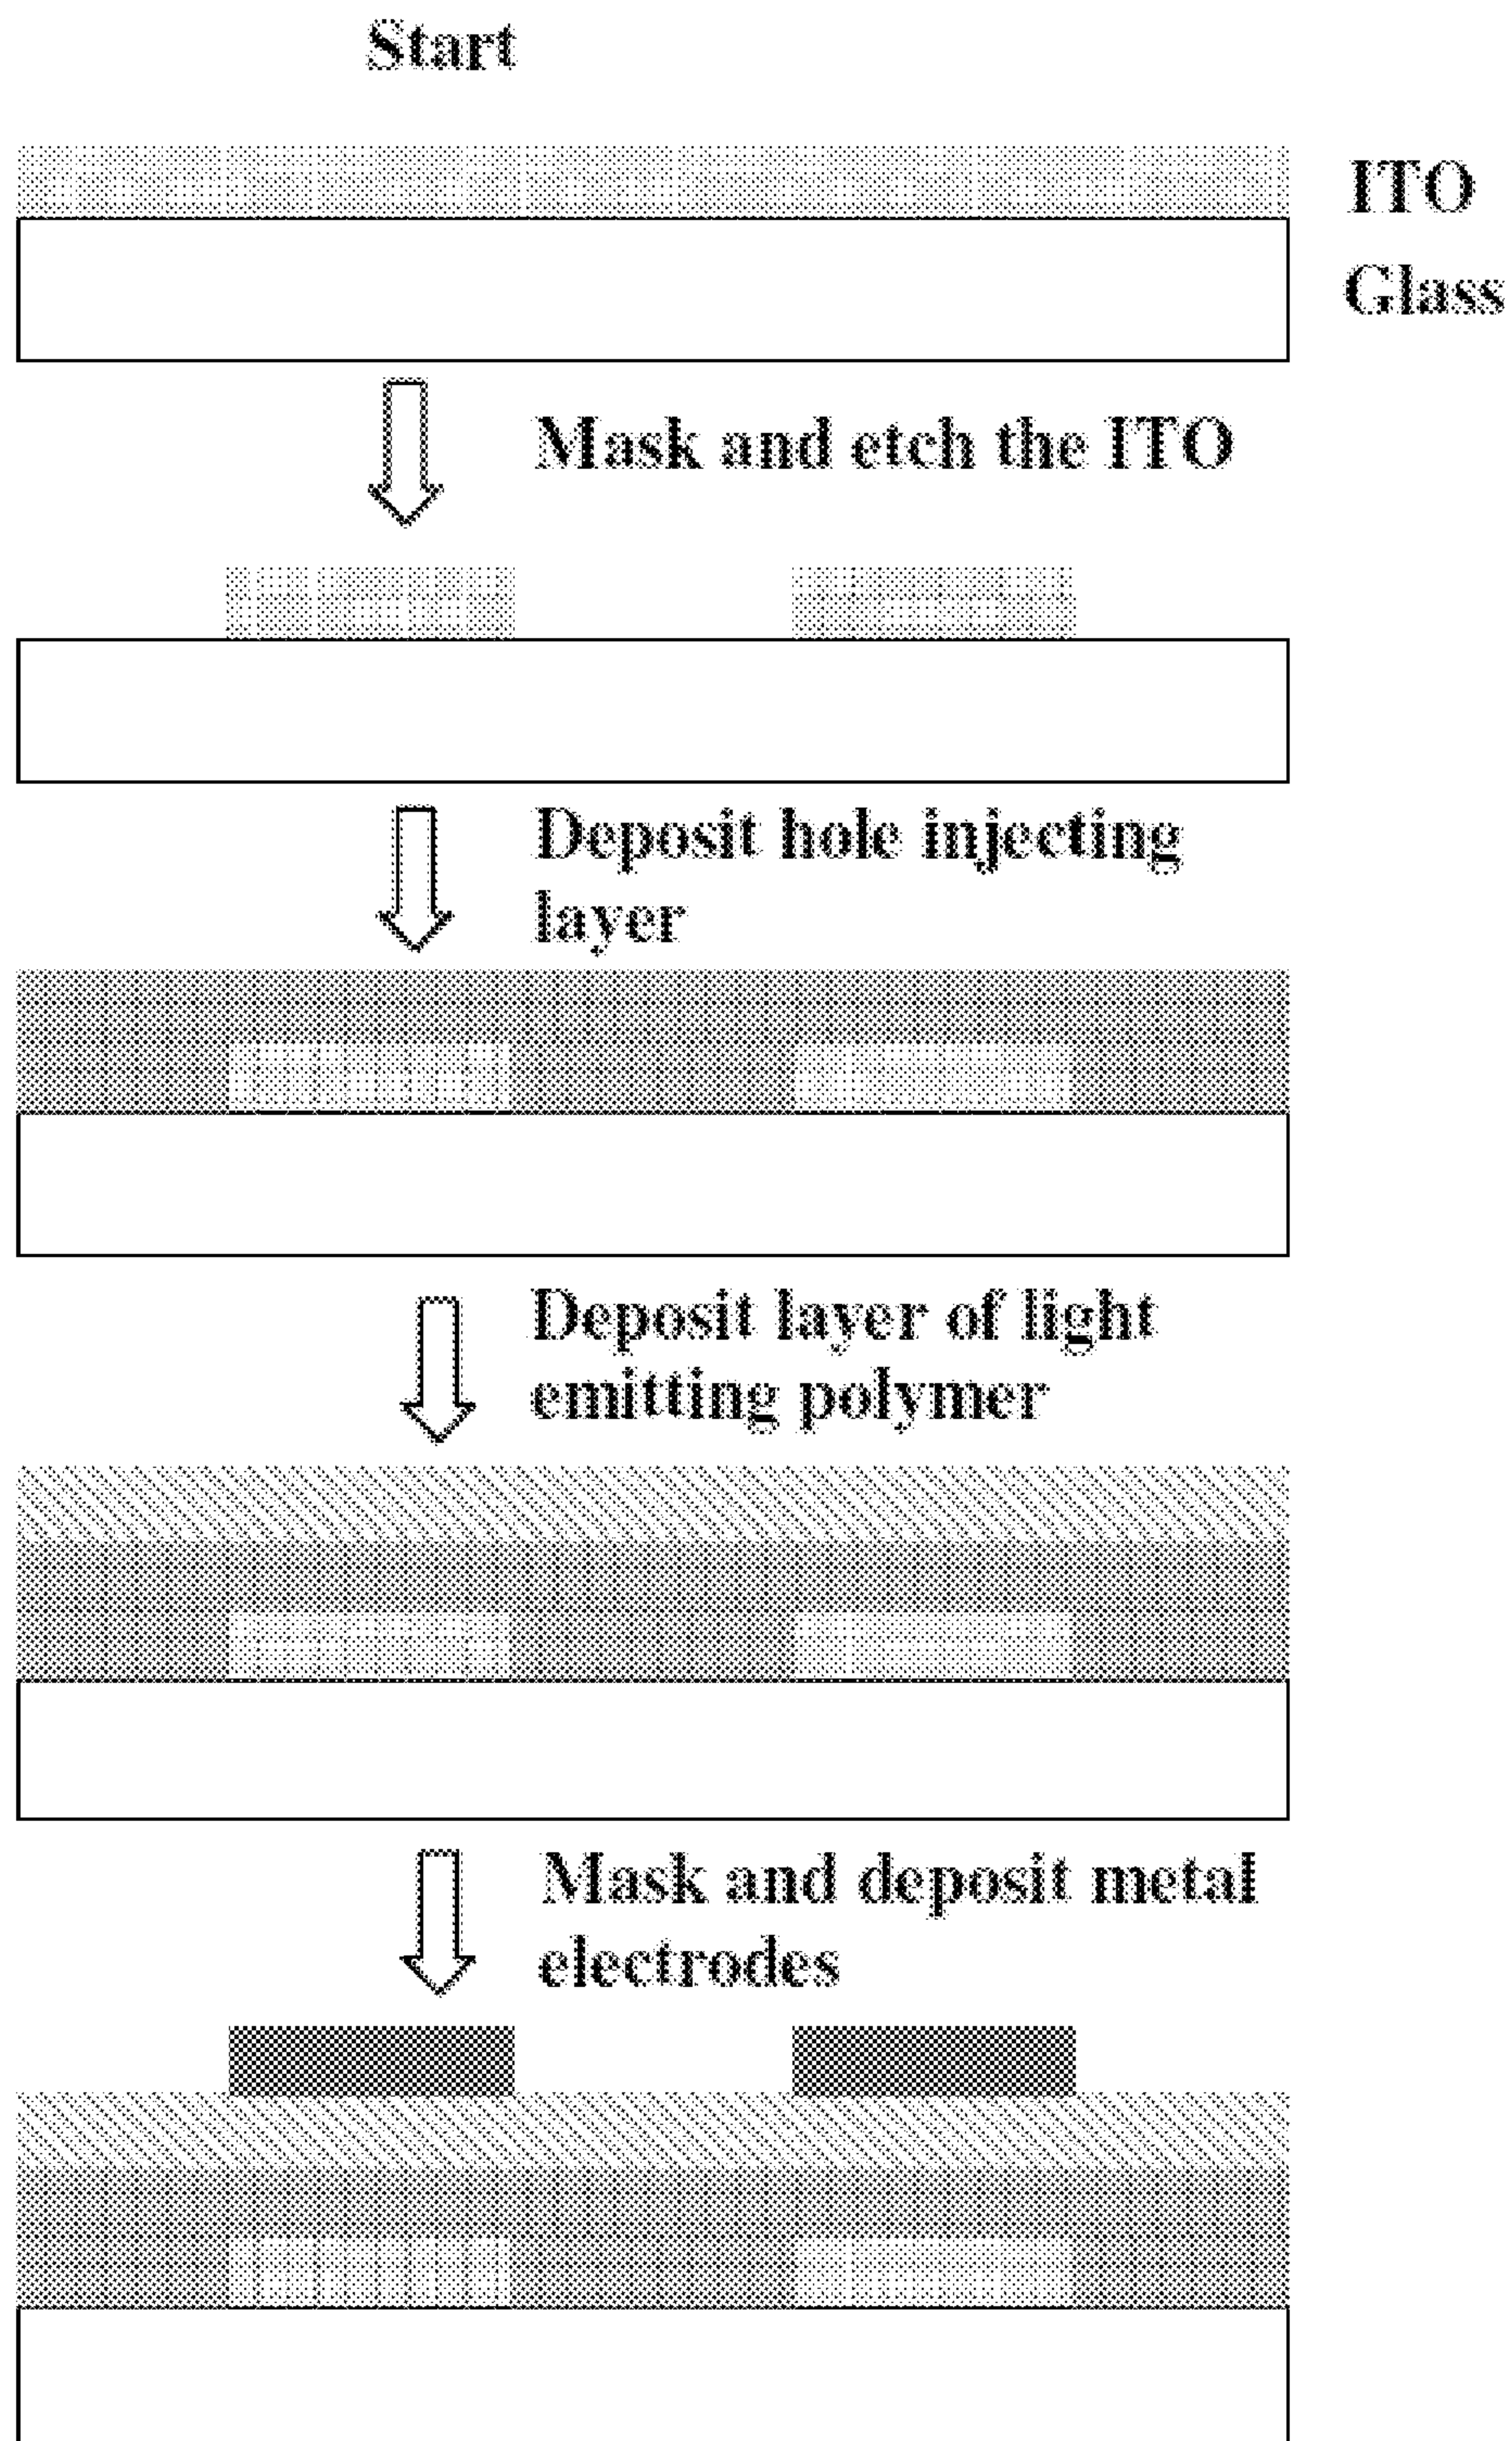 Start
ITO
Glass
Mask and etch the ITO
Deposit hole injecting
layer
Deposit layer of light
emitting polymer
Mask and deposit metal
electrodes